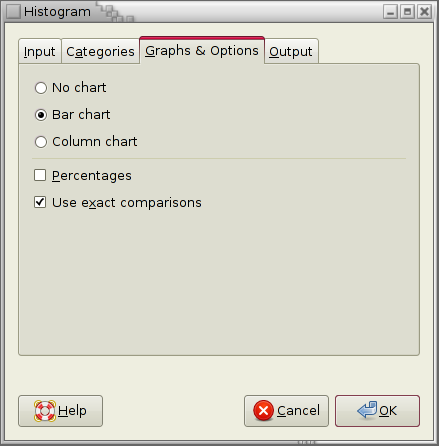 Histogram
Input Categories Graphs & Options Output
No chart
Bar chart
Column chart
Percentages
Use exact comparisons
Help Cancel OK